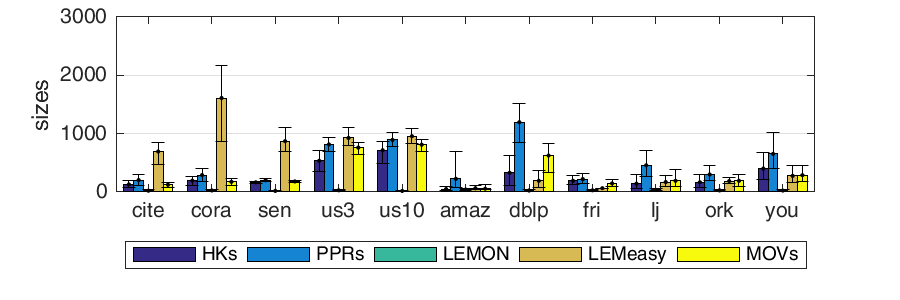 3000
2000
1000
0
sizes
cite cora sen us3 us10 amaz dblp fri lj ork you
HKs PPRs LEMON LEMeasy MOVs